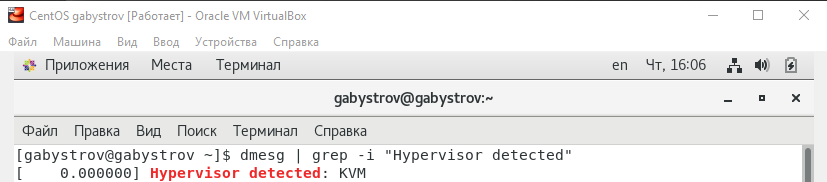 CentOS gabystrov [Работает] - Oracle VM VirtualBox
Файл Машина Вид Ввод Устройства Справка
Приложения Места Терминал en Чт, 16:06
gabystrov@gabystrov:~
Файл Правка Вид Поиск Терминал Справка
[gabystrov@gabystrov ~]$ dmesg | grep -i "Hypervisor detected"
[    0.000000] Hypervisor detected: KVM